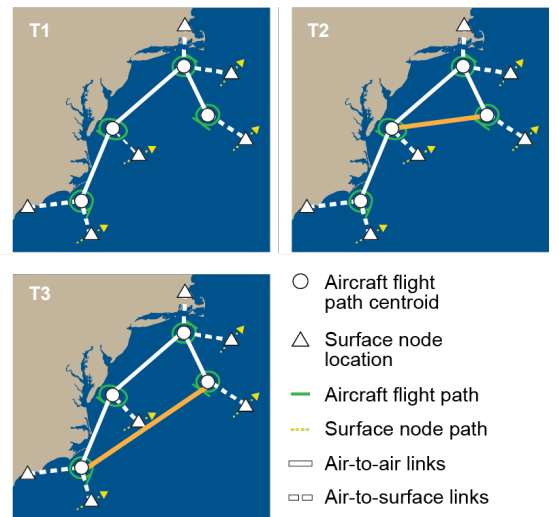 T1
T2
T3
Aircraft flight
path centroid
Surface node
location
Aircraft flight path
Surface node path
Air-to-air links
Air-to-surface links